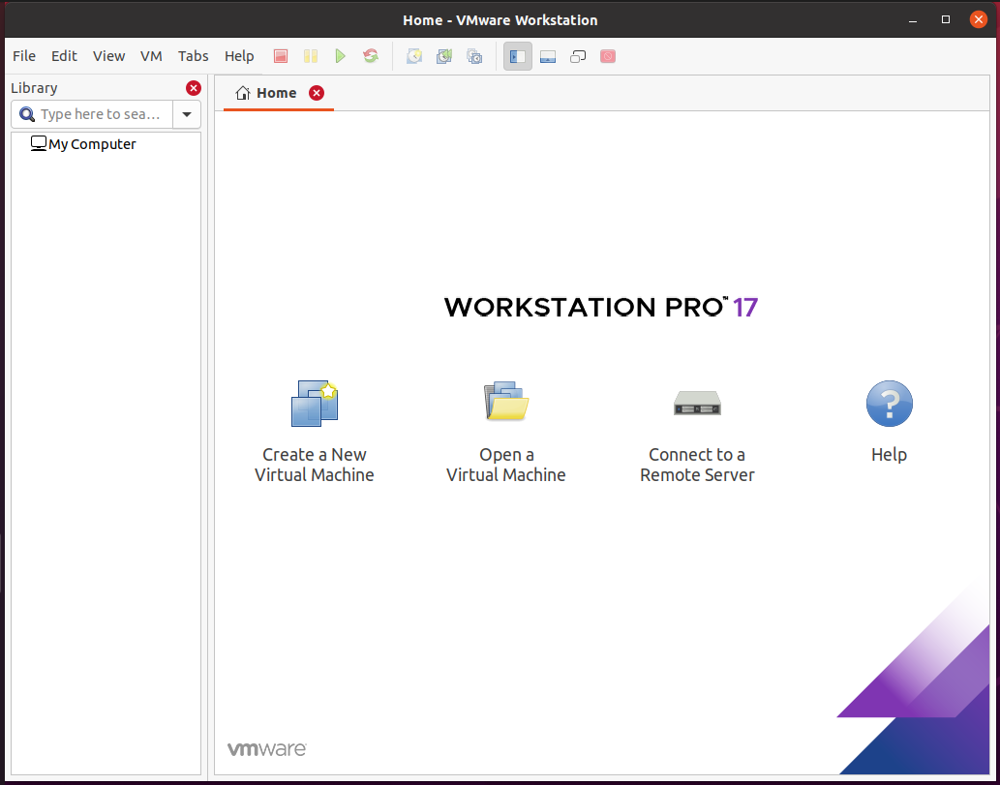 Home - VMware Workstation
File Edit View VM Tabs Help
Library
Home
Type here to sea...
My Computer
WORKSTATION PRO™ 17
Create a New
Virtual Machine
Open a
Virtual Machine
Connect to a
Remote Server
Help
vmware